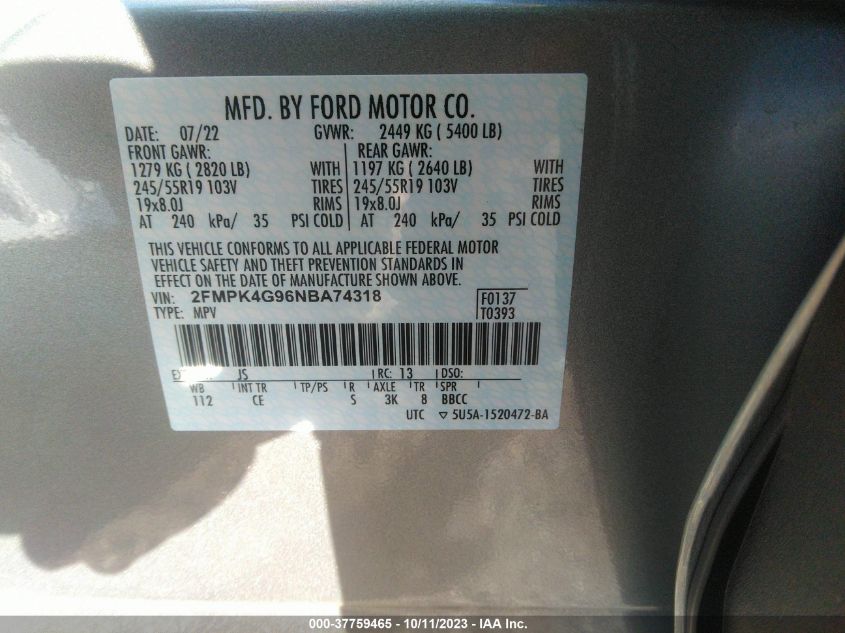 MFD. BY FORD MOTOR CO.
DATE: 07/22 GVWR: 2449 KG ( 5400 LB)
FRONT GAWR: REAR GAWR:
1279 KG ( 2820 LB) WITH 1197 KG ( 2640 LB) WITH
245/55R19 103V TIRES 245/55R19 103V TIRES
19x8.0J RIMS 19x8.0J RIMS
AT 240 kPa/ 35 PSI COLD AT 240 kPa/ 35 PSI COLD
THIS VEHICLE CONFORMS TO ALL APPLICABLE FEDERAL MOTOR
VEHICLE SAFETY AND THEFT PREVENTION STANDARDS IN
EFFECT ON THE DATE OF MANUFACTURE SHOWN ABOVE.
VIN: 2FMPK4G96NBA74318 F0137
TYPE: MPV T0393
JS RC: 13 DSO:
WB INT TR TP/PS R AXLE TR SPR
112 CE S 3K 8 BBCC
UTC ▽ 5U5A-1520472-BA
000-37759465 - 10/11/2023 - IAA Inc.